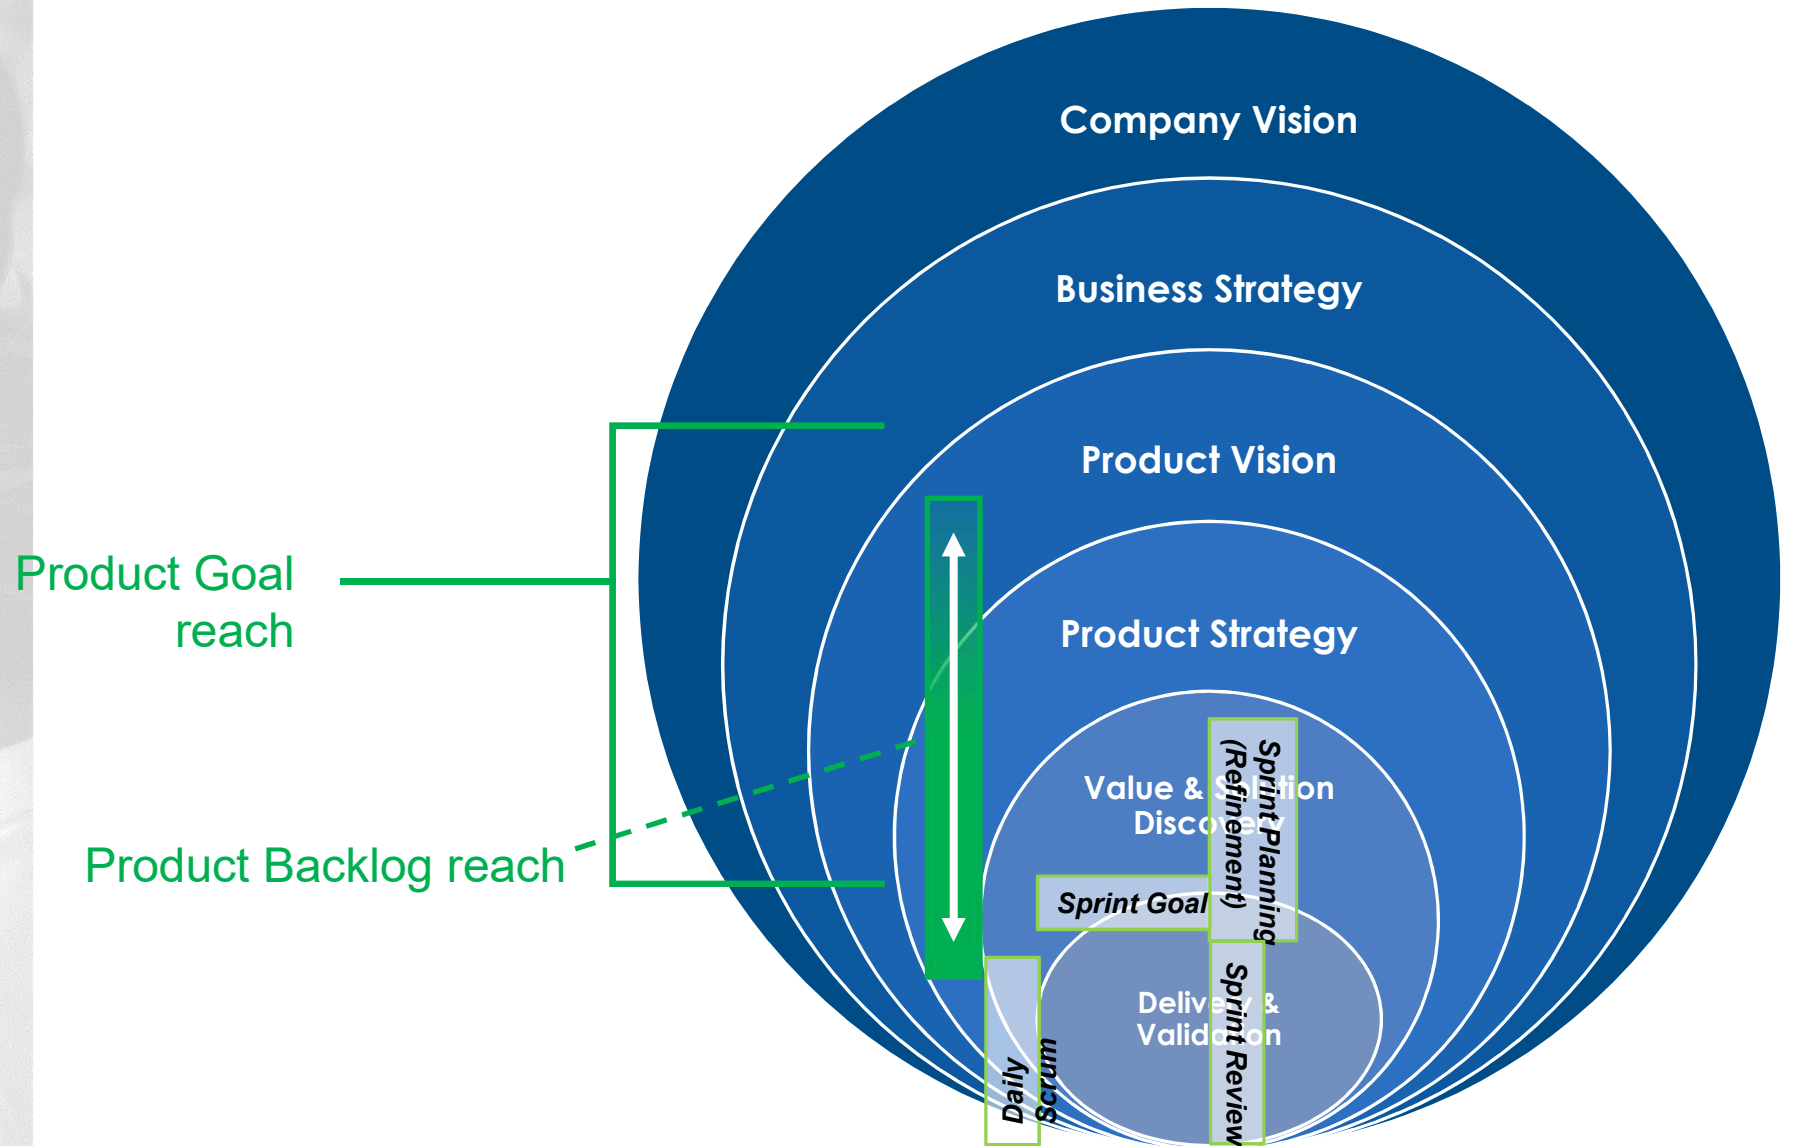 Company Vision
Business Strategy
Product Vision
Product Goal
reach
Product Strategy
Value & Solution
Discovery
Sprint Planning
(Refinement)
Product Backlog reach
Sprint Goal
Delivery &
Validation
Sprint Review
Daily
Scrum